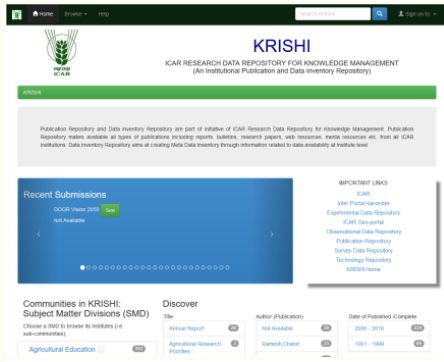 Home Browse Help
Sign on to:
ICAR
KRISHI
ICAR RESEARCH DATA REPOSITORY FOR KNOWLEDGE MANAGEMENT
(An Institutional Publication and Data Inventory Repository)
KRISHI
Publication Repository and Data Inventory Repository are part of initiative of ICAR Research Data Repository for Knowledge Management. Publication
Repository makes available all types of publications including reports, bulletins, research papers, web resources, media resources etc. from all ICAR
institutions. Data Inventory Repository aims at creating Meta Data Inventory through information related to data availability at Institute level
Recent Submissions
DOGR Vision 2050 See
Not Available
IMPORTANT LINKS
ICAR
Inter Portal Harvester
Experimental Data Repository
ICAR Geo-portal
Observational Data Repository
Publication Repository
Survey Data Repository
Technology Repository
KRISHI Home
Communities in KRISHI:
Subject Matter Divisions (SMD)
Choose a SMD to browse its Institutes (i.e.
sub-communities)
Agricultural Education
Discover
Title
Annual Report
Agricultural Research
Priorities...
Author (Publication)
Not Available
Ramesh Chand
Date of Published /Complete
2000 - 2010
1001 - 1999